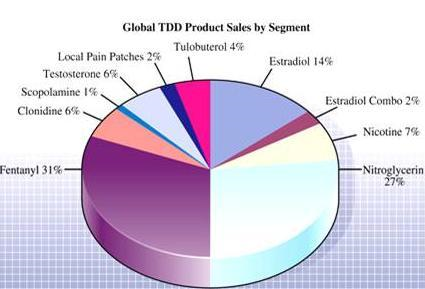 Global TDD Product Sales by Segment
Tulobuterol 4%
Local Pain Patches 2%
Estradiol 14%
Testosterone 6%
Scopolamine 1%
Estradiol Combo 2%
Clonidine 6%
Nicotine 7%
Fentanyl 31%
Nitroglycerin
27%